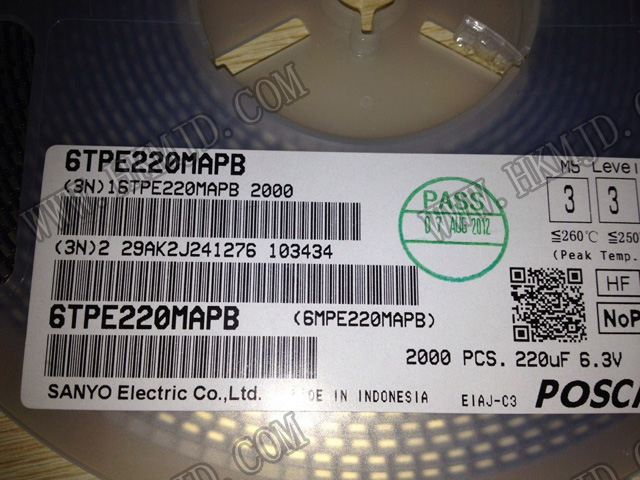 6TPE220MAPB
(3N)16TPE220MAPB 2000
(3N)2 29AK2J241276 103434
6TPE220MAPB (6MPE220MAPB)
2000 PCS. 220uF 6.3V
SANYO Electric Co.,Ltd. IN INDONESIA EIAJ-C3
PASS
07 AUG 2012
MS Level
3 3
≦260℃ ≦250
(Peak Temp.
HF
WWW.HKMJD.COM
WWW.HKMJD.COM